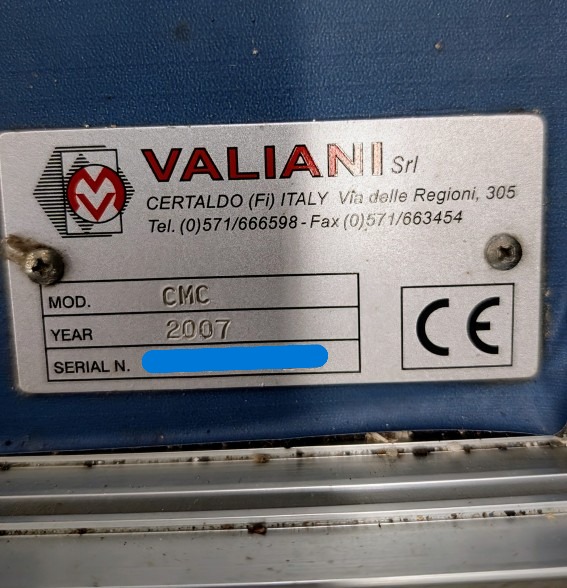 VALIANI Srl
CERTALDO (Fi) ITALY Via delle Regioni, 305
Tel. (0)571/666598 - Fax (0)571/663454
MOD. CMC
YEAR 2007
SERIAL N.
CE